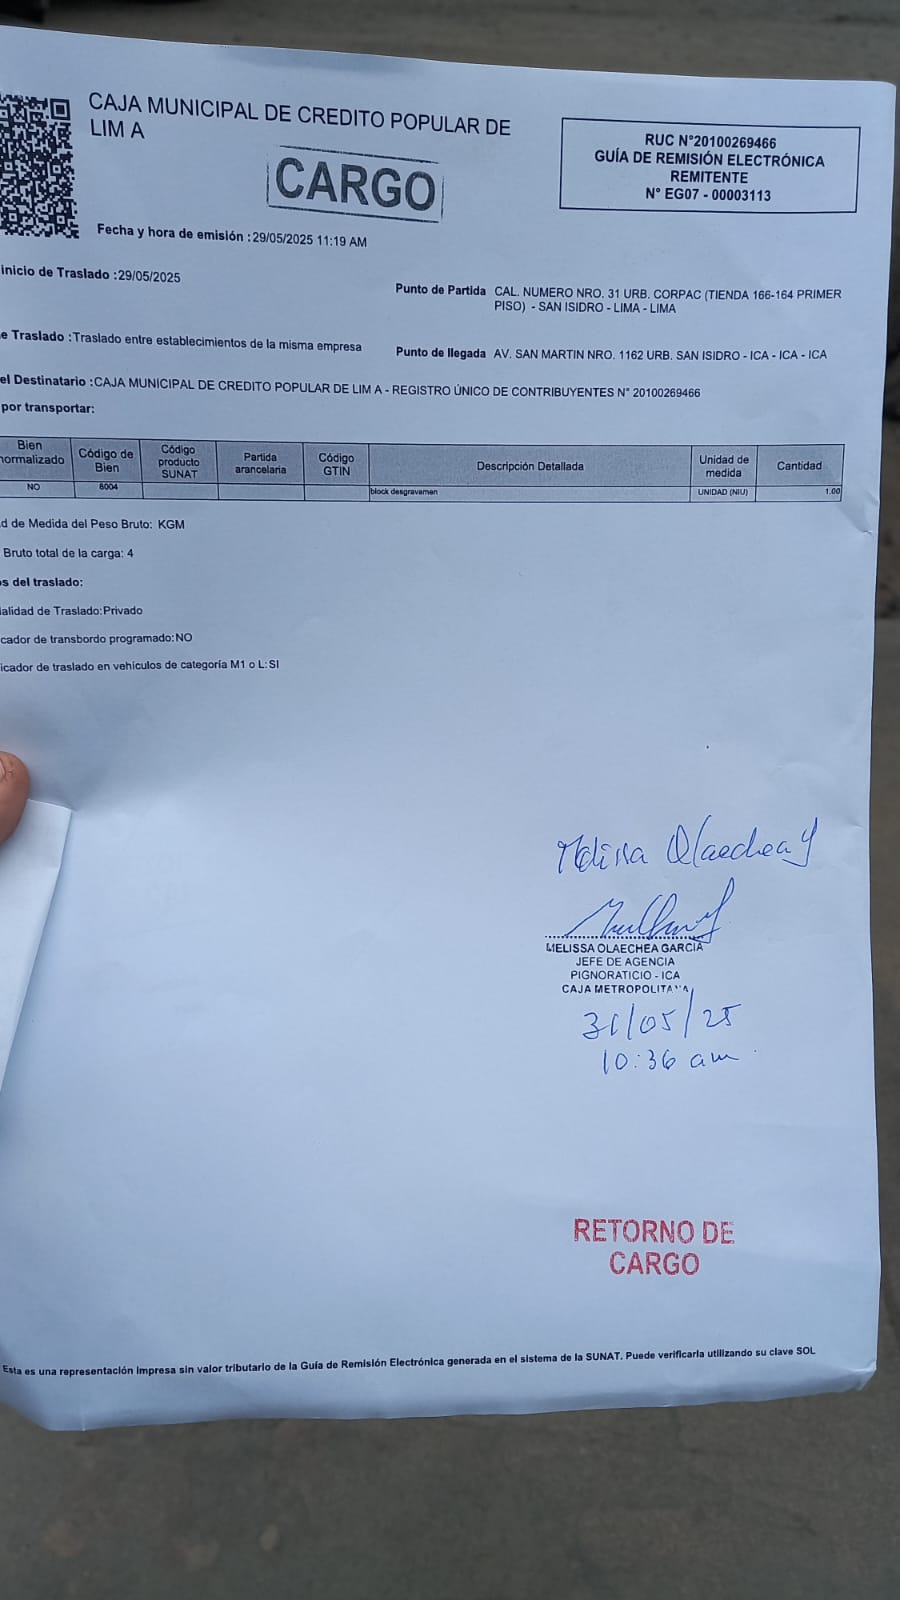 CAJA MUNICIPAL DE CREDITO POPULAR DE
LIM A
CARGO
RUC N°20100269466
GUÍA DE REMISIÓN ELECTRÓNICA
REMITENTE
N° EG07 - 00003113
Fecha y hora de emisión :29/05/2025 11:19 AM
inicio de Traslado :29/05/2025
Punto de Partida CAL. NUMERO NRO. 31 URB. CORPAC (TIENDA 166-164 PRIMER
PISO) - SAN ISIDRO - LIMA - LIMA
e Traslado :Traslado entre establecimientos de la misma empresa
Punto de llegada AV. SAN MARTIN NRO. 1162 URB. SAN ISIDRO - ICA - ICA - ICA
el Destinatario :CAJA MUNICIPAL DE CREDITO POPULAR DE LIM A - REGISTRO ÚNICO DE CONTRIBUYENTES N° 20100269466
por transportar:
Bien normalizado Código de Bien Código producto SUNAT Partida arancelaria Código GTIN Descripción Detallada Unidad de medida Cantidad
NO 6004 block desgravamen UNIDAD (NIU) 1.00
d de Medida del Peso Bruto: KGM
Bruto total de la carga: 4
s del traslado:
alidad de Traslado:Privado
cador de transbordo programado:NO
icador de traslado en vehículos de categoría M1 o L:SI
Melissa Olaechea G
MELISSA OLAECHEA GARCIA
JEFE DE AGENCIA
PIGNORATICIO - ICA
CAJA METROPOLITANA
31/05/25
10:36 am
RETORNO DE
CARGO
Esta es una representación impresa sin valor tributario de la Guía de Remisión Electrónica generada en el sistema de la SUNAT. Puede verificarla utilizando su clave SOL